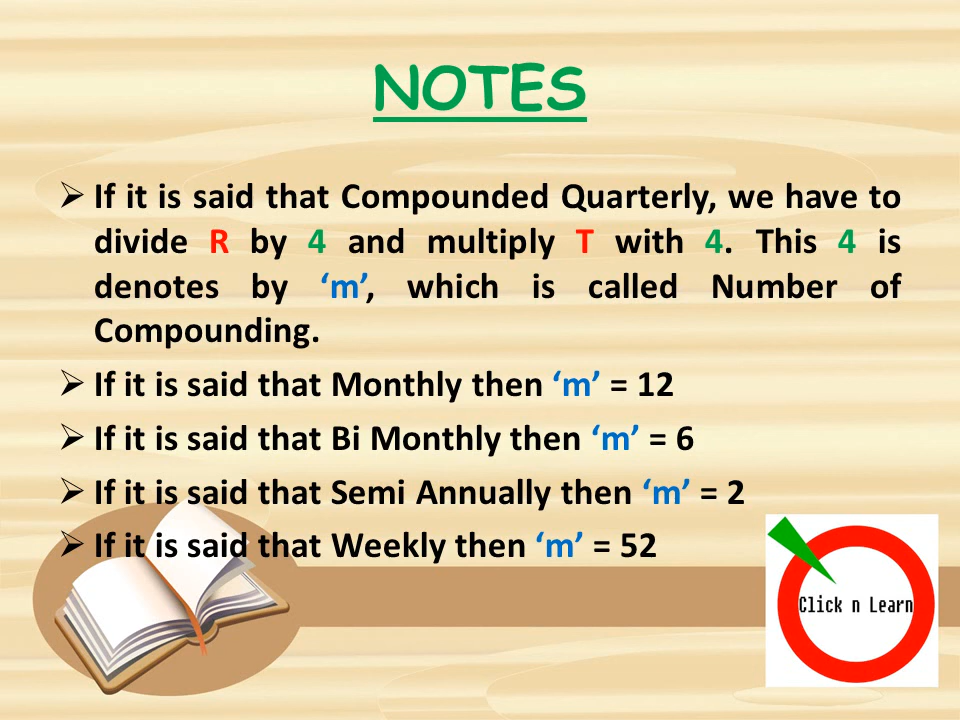 NOTES
➢ If it is said that Compounded Quarterly, we have to
divide R by 4 and multiply T with 4. This 4 is
denotes by ‘m’, which is called Number of
Compounding.
➢ If it is said that Monthly then ‘m’ = 12
➢ If it is said that Bi Monthly then ‘m’ = 6
➢ If it is said that Semi Annually then ‘m’ = 2
➢ If it is said that Weekly then ‘m’ = 52
Click n Learn